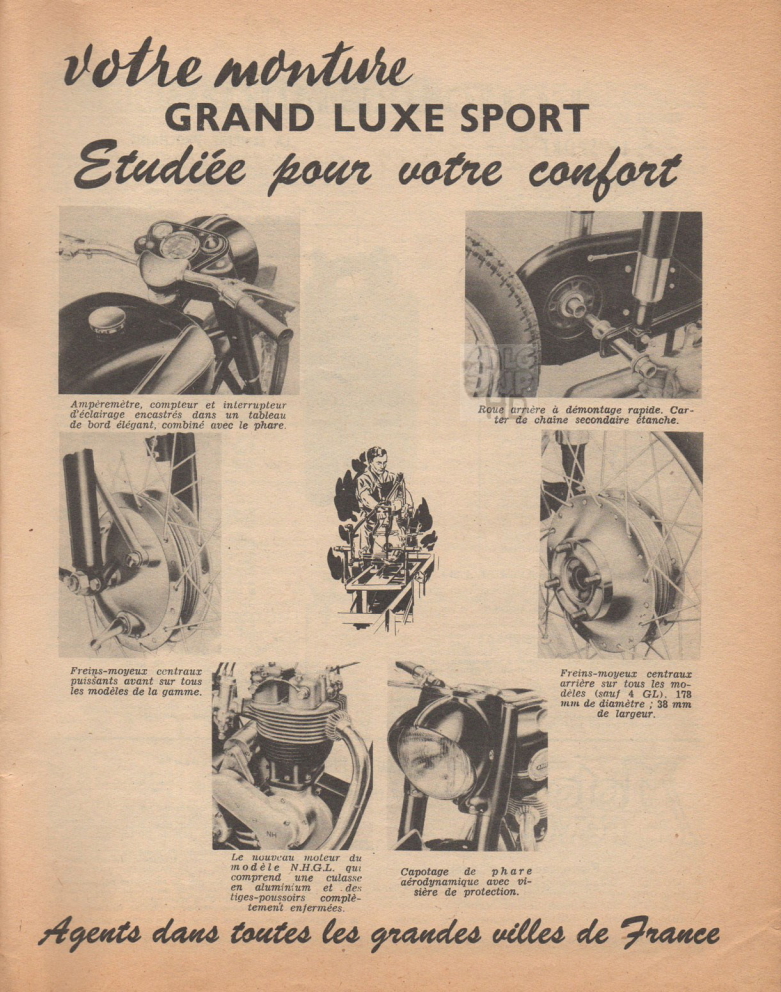 votre monture
GRAND LUXE SPORT
Etudiée pour votre confort
Ampèremètre, compteur et interrupteur
d'éclairage encastrés dans un tableau
de bord élégant, combiné avec le phare.
Roue arrière à démontage rapide. Car-
ter de chaîne secondaire étanche.
Freins-moyeux centraux
puissants avant sur tous
les modèles de la gamme.
Freins-moyeux centraux
arrière sur tous les mo-
dèles (sauf 4 GL). 178
mm de diamètre ; 38 mm
de largeur.
Le nouveau moteur du
modèle N.H.G.L. qui
comprend une culasse
en aluminium et des
tiges-poussoirs complè-
tement enfermées.
Capotage de phare
aérodynamique avec vi-
sière de protection.
Agents dans toutes les grandes villes de France